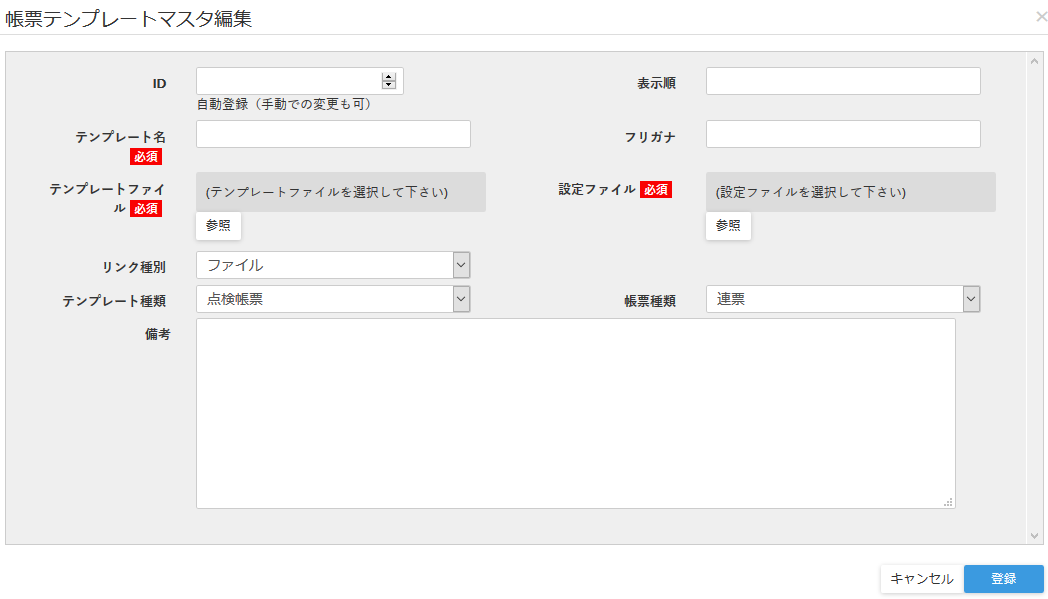 帳票テンプレートマスタ編集
ID
自動登録（手動での変更も可）
表示順
テンプレート名
必須
フリガナ
テンプレートファイ
ル 必須
(テンプレートファイルを選択して下さい)
参照
設定ファイル 必須
(設定ファイルを選択して下さい)
参照
リンク種別
ファイル
テンプレート種類
点検帳票
帳票種類
連票
備考
キャンセル
登録